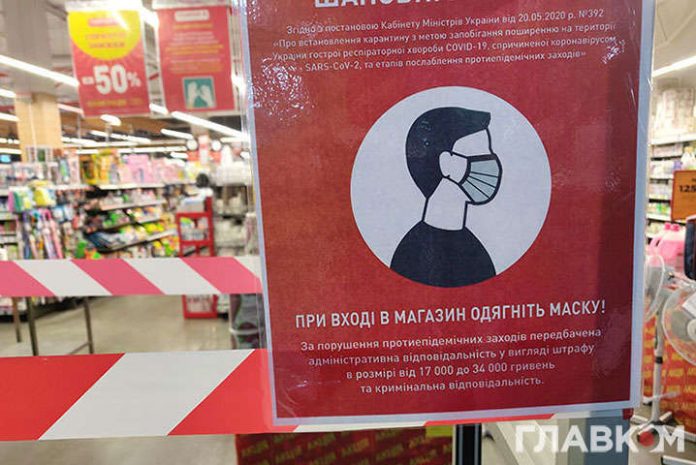 Згідно з постановою Кабінету Міністрів України від 20.05.2020 р. №392
«Про встановлення карантину з метою запобігання поширенню на території
України гострої респіраторної хвороби COVID-19, спричиненої коронавірусом
SARS-CoV-2, та етапів послаблення протиепідемічних заходів»
ПРИ ВХОДІ В МАГАЗИН ОДЯГНІТЬ МАСКУ!
За порушення протиепідемічних заходів передбачена
адміністративна відповідальність у вигляді штрафу
в розмірі від 17 000 до 34 000 гривень
та кримінальна відповідальність.
50%
ГЛАВКОМ